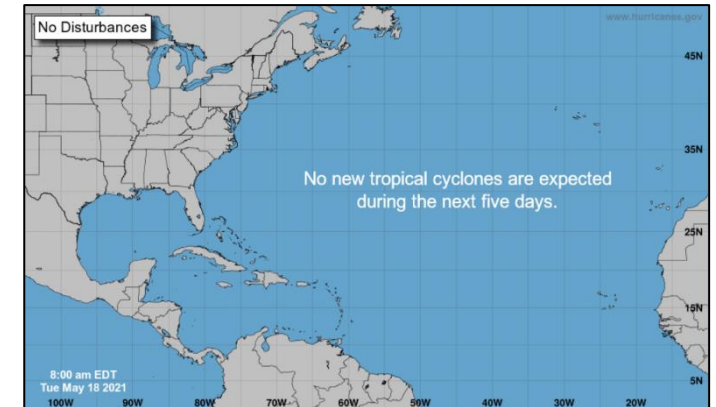 No Disturbances
www.hurricanes.gov
45N
35N
No new tropical cyclones are expected
during the next five days.
25N
15N
8:00 am EDT
Tue May 18 2021
5N
100W 90W 80W 70W 60W 50W 40W 30W 20W